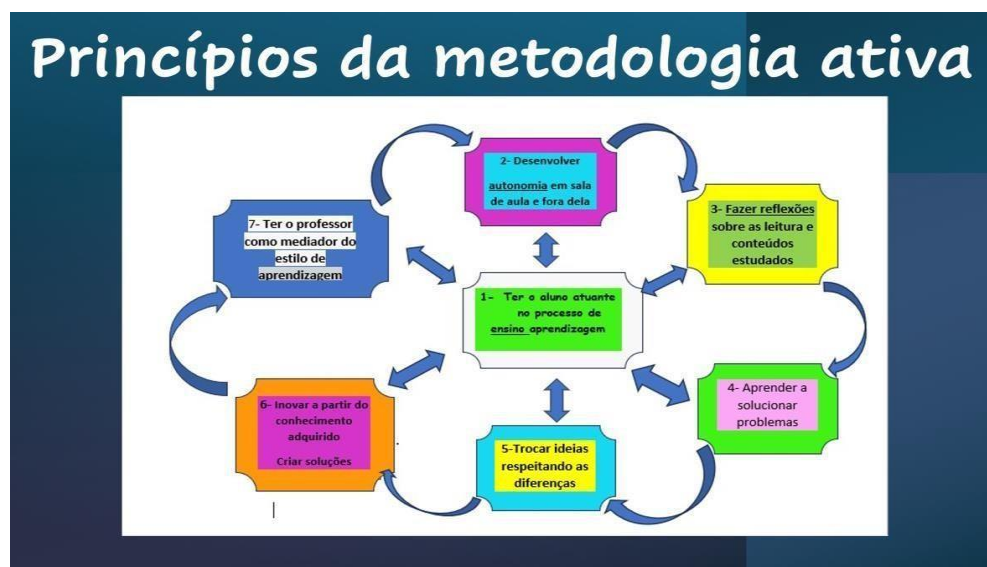 Princípios da metodologia ativa
2- Desenvolver
autonomia em sala
de aula e fora dela
3- Fazer reflexões
sobre as leitura e
conteúdos
estudados
7- Ter o professor
como mediador do
estilo de
aprendizagem
1- Ter o aluno atuante
no processo de
ensino aprendizagem
4- Aprender a
solucionar
problemas
6- Inovar a partir do
conhecimento
adquirido
Criar soluções
5-Trocar ideias
respeitando as
diferenças